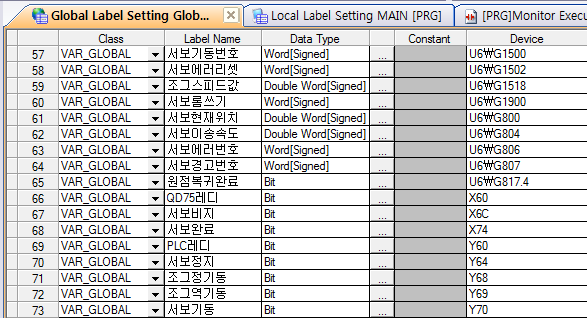 Global Label Setting Glob... Local Label Setting MAIN [PRG] [PRG]Monitor Execu
Class Label Name Data Type Constant Device
57 VAR_GLOBAL 서보기동번호 Word[Signed] ... U6₩G1500
58 VAR_GLOBAL 서보에러리셋 Word[Signed] ... U6₩G1502
59 VAR_GLOBAL 조그스피드값 Double Word[Signed] ... U6₩G1518
60 VAR_GLOBAL 서보롬쓰기 Word[Signed] ... U6₩G1900
61 VAR_GLOBAL 서보현재위치 Double Word[Signed] ... U6₩G800
62 VAR_GLOBAL 서보이송속도 Double Word[Signed] ... U6₩G804
63 VAR_GLOBAL 서보에러번호 Word[Signed] ... U6₩G806
64 VAR_GLOBAL 서보경고번호 Word[Signed] ... U6₩G807
65 VAR_GLOBAL 원점복귀완료 Bit ... U6₩G817.4
66 VAR_GLOBAL QD75레디 Bit ... X60
67 VAR_GLOBAL 서보비지 Bit ... X6C
68 VAR_GLOBAL 서보완료 Bit ... X74
69 VAR_GLOBAL PLC레디 Bit ... Y60
70 VAR_GLOBAL 서보정지 Bit ... Y64
71 VAR_GLOBAL 조그정기동 Bit ... Y68
72 VAR_GLOBAL 조그역기동 Bit ... Y69
73 VAR_GLOBAL 서보기동 Bit ... Y70